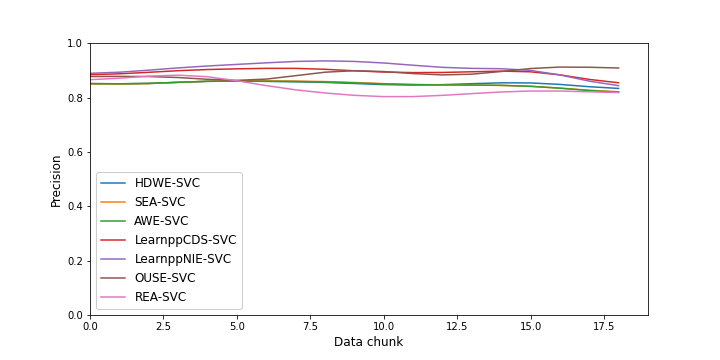 1.0
0.8
0.6
0.4
0.2
0.0
Precision
HDWE-SVC
SEA-SVC
AWE-SVC
LearnppCDS-SVC
LearnppNIE-SVC
OUSE-SVC
REA-SVC
0.0 2.5 5.0 7.5 10.0 12.5 15.0 17.5
Data chunk